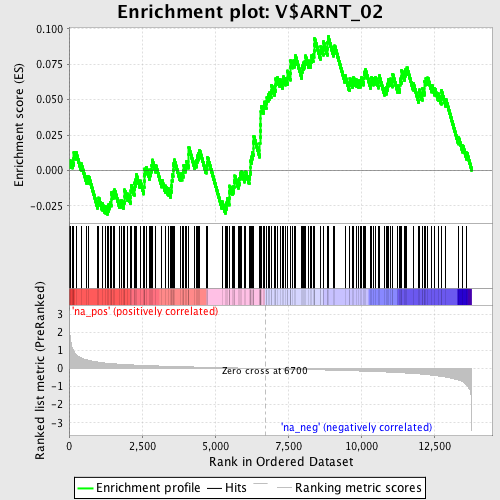 Enrichment plot: V$ARNT_02
Enrichment score (ES)
0.100
0.075
0.050
0.025
0.000
-0.025
Ranked list metric (PreRanked)
'na_pos' (positively correlated)
3
2
1
0
-1
-2
-3
Zero cross at 6700
'na_neg' (negatively correlated)
0
2,500
5,000
7,500
10,000
12,500
Rank in Ordered Dataset
Enrichment profile
Hits
Ranking metric scores